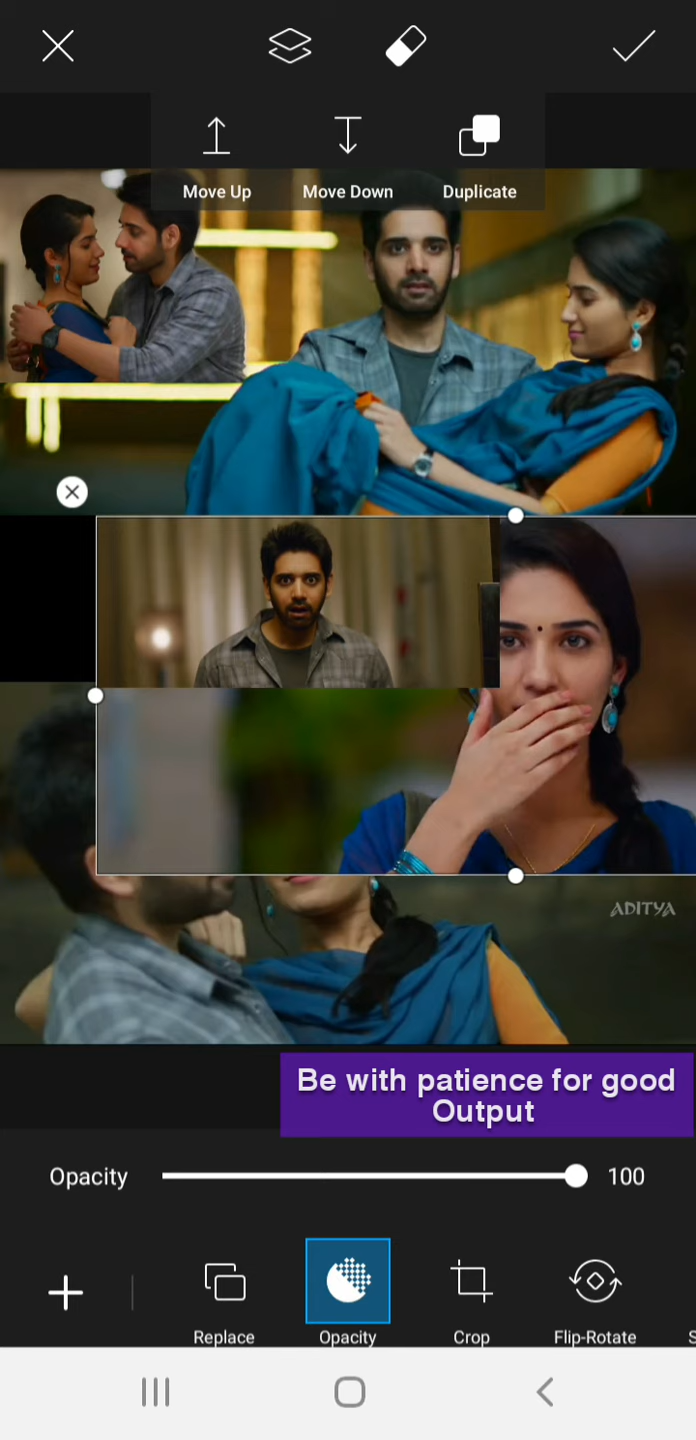 Move Up
Move Down
Duplicate
ADITYA
Be with patience for good
Output
Opacity
100
Replace
Opacity
Crop
Flip-Rotate
S